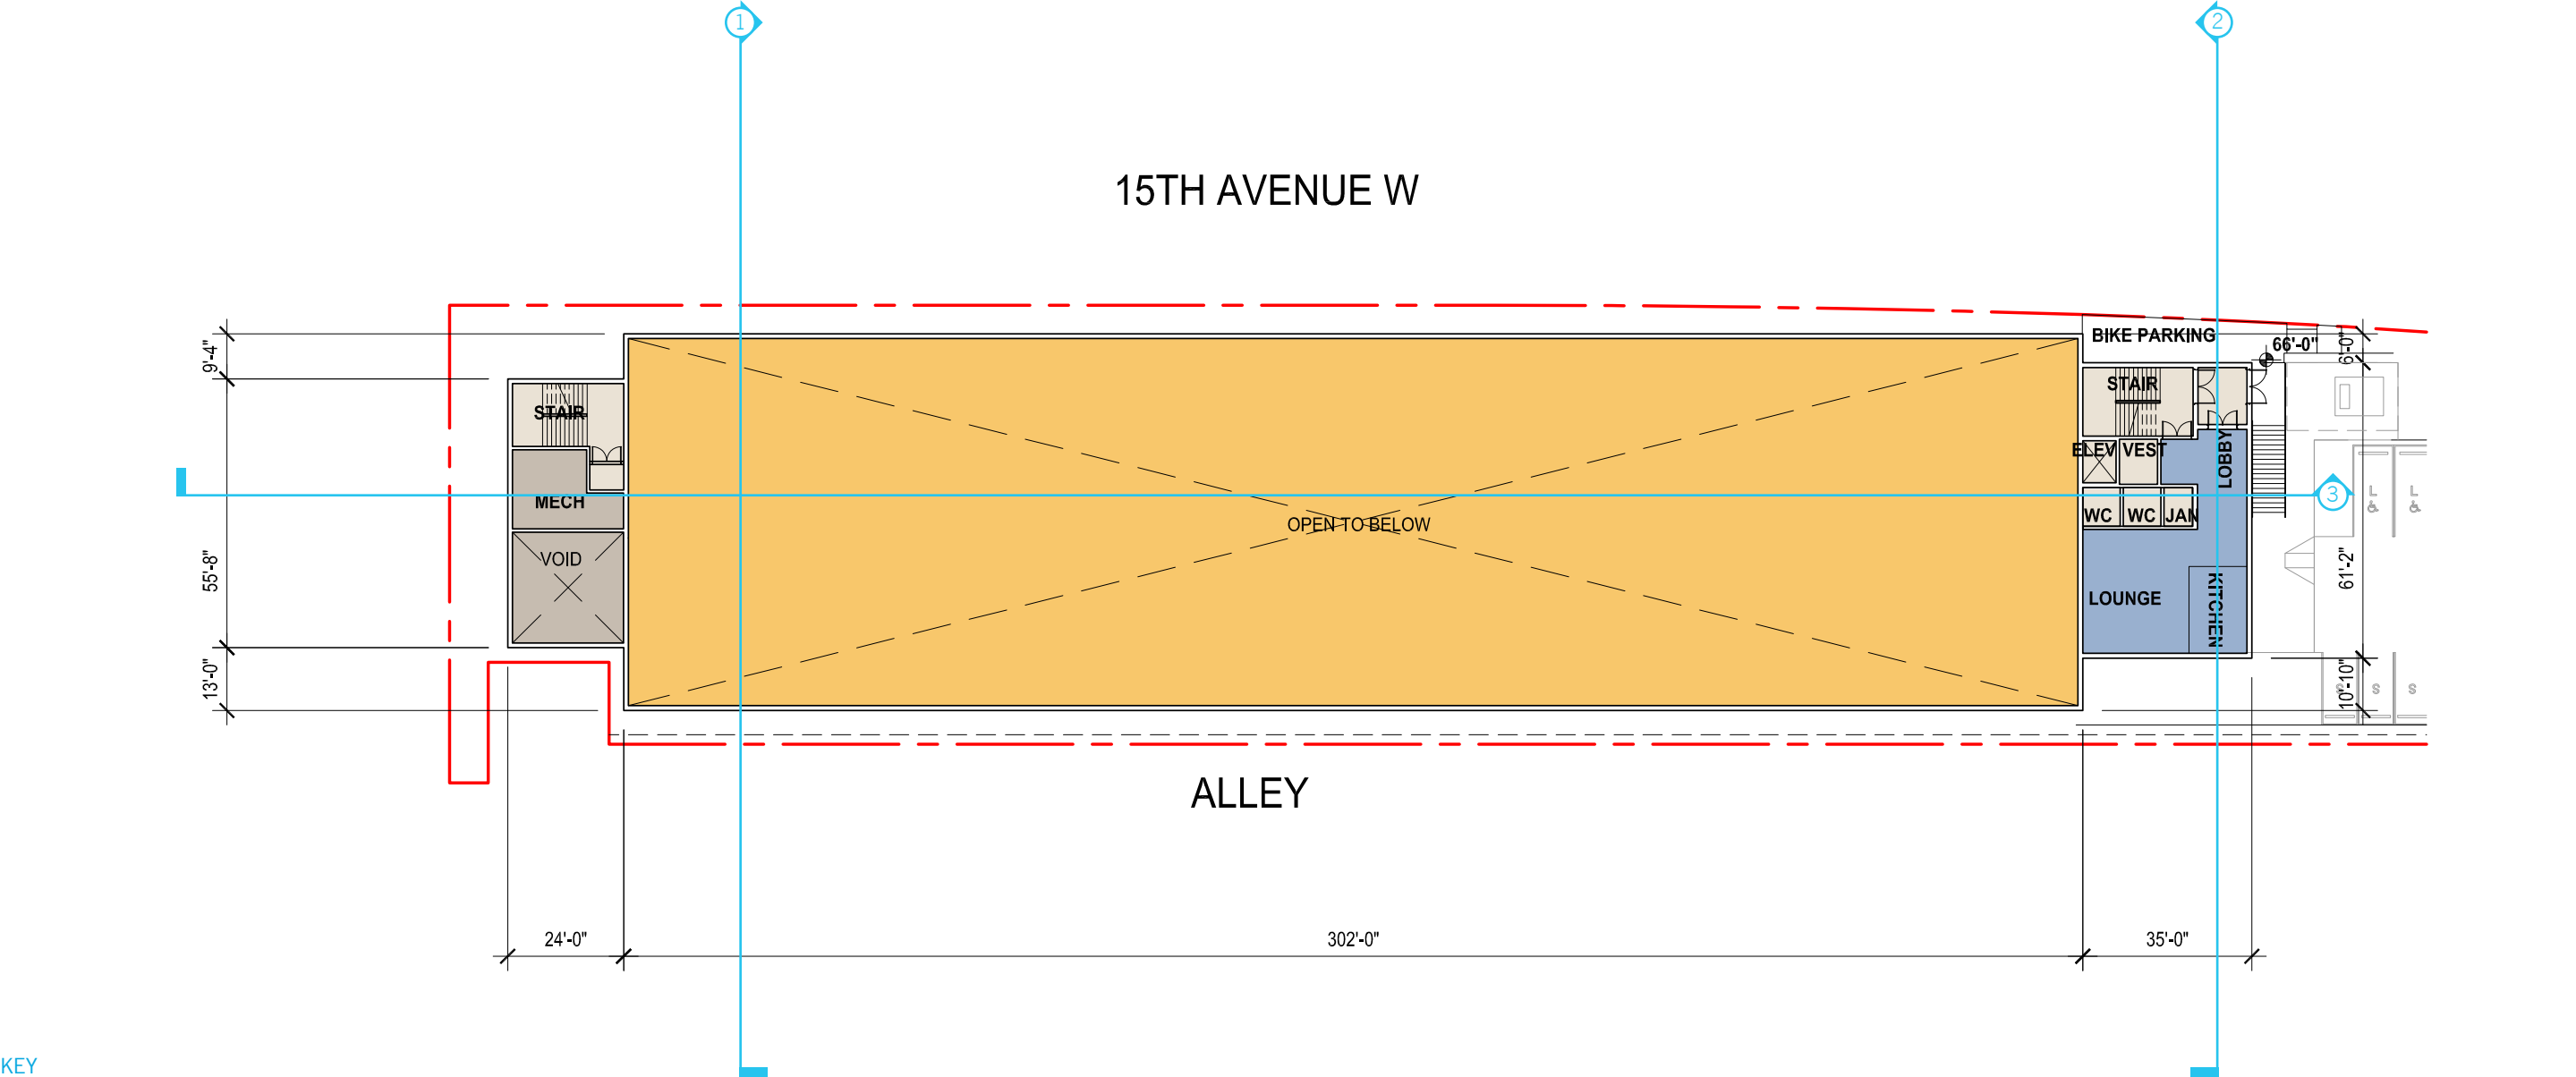 1
2
15TH AVENUE W
BIKE PARKING
66'-0"
6'-0"
9'-4"
STAIR
STAIR
ELEV
VEST
LOBBY
3
L
L
MECH
WC
WC
JAN
OPEN TO BELOW
VOID
55'-8"
61'-2"
LOUNGE
KITCHEN
13'-0"
10'-10"
S
S
S
ALLEY
24'-0"
302'-0"
35'-0"
KEY